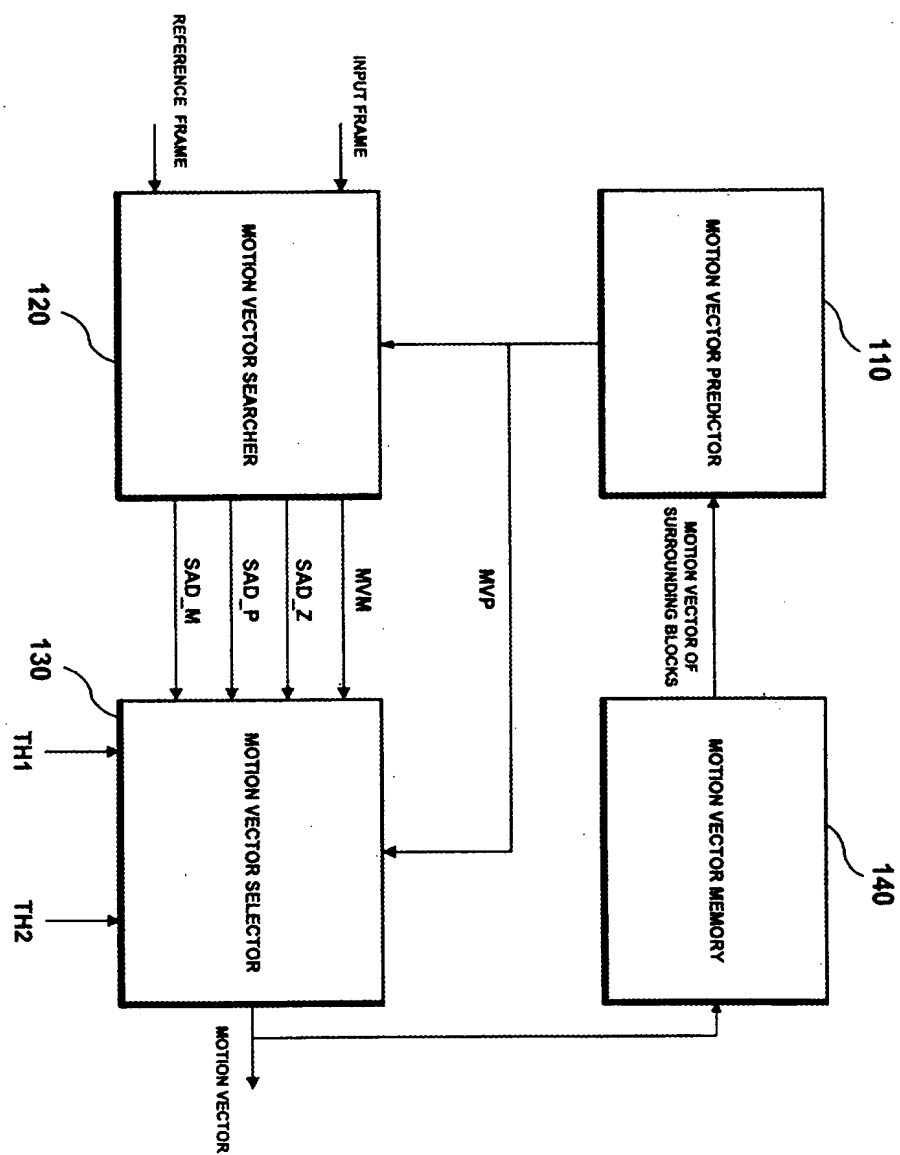 110
140
MOTION VECTOR PREDICTOR
MOTION VECTOR OF
SURROUNDING BLOCKS
MOTION VECTOR MEMORY
MVP
INPUT FRAME
REFERENCE FRAME
MOTION VECTOR SEARCHER
120
MVM
SAD_Z
SAD_P
SAD_M
130
MOTION VECTOR SELECTOR
TH1
TH2
MOTION VECTOR